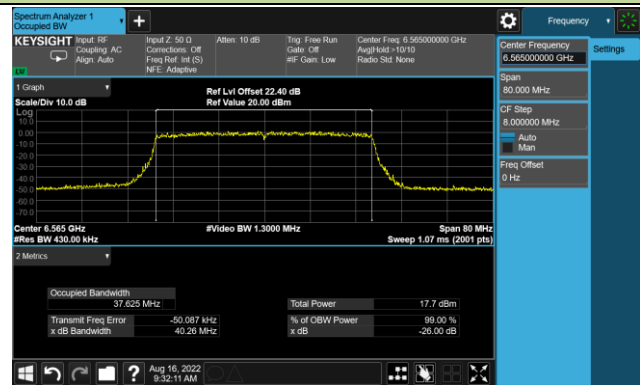 Spectrum Analyzer 1
Occupied BW
Frequency
KEYSIGHT
Input: RF
Coupling: AC
Align: Auto
Input Z: 50 Ω
Corrections: Off
Freq Ref: Int (S)
NFE: Adaptive
Atten: 10 dB
Trig: Free Run
Gate: Off
#IF Gain: Low
Center Freq: 6.565000000 GHz
Avg|Hold:>10/10
Radio Std: None
Center Frequency
6.565000000 GHz
Settings
Span
80.000 MHz
CF Step
8.000000 MHz
Auto
Man
Freq Offset
0 Hz
1 Graph
Scale/Div 10.0 dB
Ref Lvl Offset 22.40 dB
Ref Value 20.00 dBm
Log
10.0
0.00
-10.0
-20.0
-30.0
-40.0
-50.0
-60.0
-70.0
Center 6.565 GHz
#Res BW 430.00 kHz
#Video BW 1.3000 MHz
Span 80 MHz
Sweep 1.07 ms (2001 pts)
2 Metrics
Occupied Bandwidth
37.625 MHz
Total Power 17.7 dBm
Transmit Freq Error -50.087 kHz
% of OBW Power 99.00 %
x dB Bandwidth 40.26 MHz
x dB -26.00 dB
?
Aug 16, 2022
9:32:11 AM